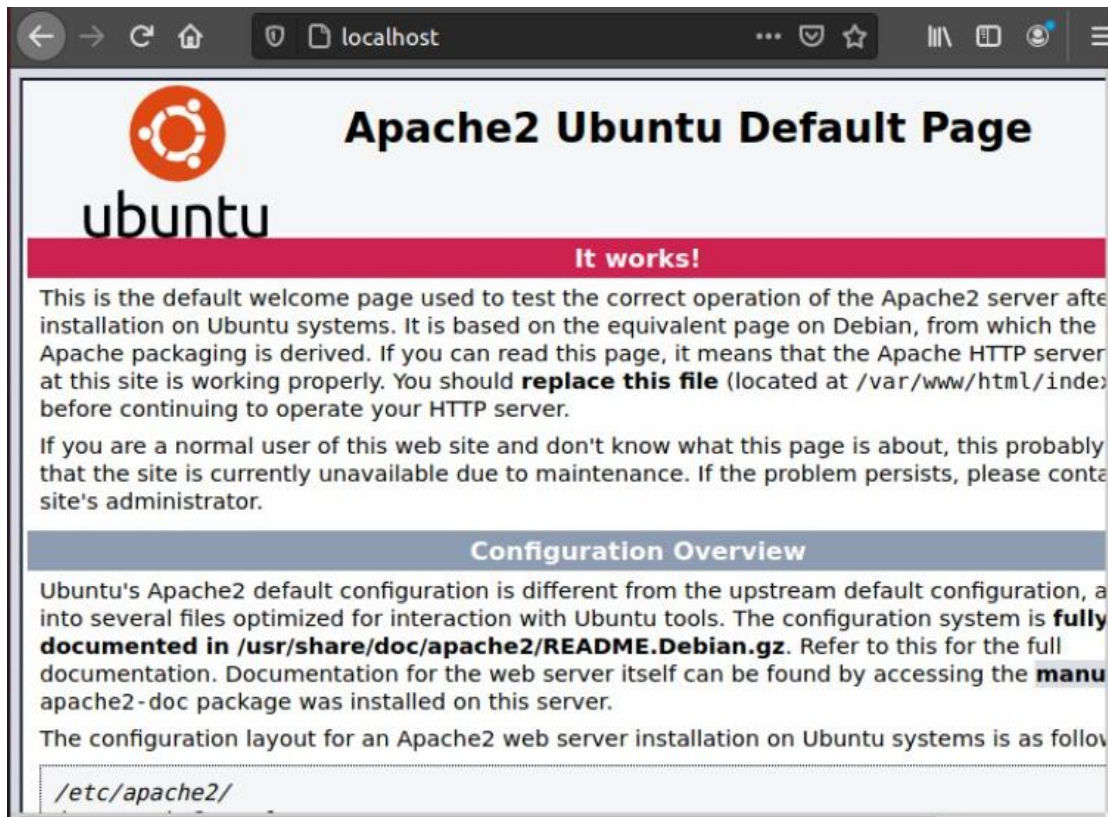 localhost
Apache2 Ubuntu Default Page
ubuntu
It works!
This is the default welcome page used to test the correct operation of the Apache2 server afte
installation on Ubuntu systems. It is based on the equivalent page on Debian, from which the
Apache packaging is derived. If you can read this page, it means that the Apache HTTP server
at this site is working properly. You should replace this file (located at /var/www/html/index
before continuing to operate your HTTP server.
If you are a normal user of this web site and don't know what this page is about, this probably
that the site is currently unavailable due to maintenance. If the problem persists, please conta
site's administrator.
Configuration Overview
Ubuntu's Apache2 default configuration is different from the upstream default configuration, a
into several files optimized for interaction with Ubuntu tools. The configuration system is fully
documented in /usr/share/doc/apache2/README.Debian.gz. Refer to this for the full
documentation. Documentation for the web server itself can be found by accessing the manu
apache2-doc package was installed on this server.
The configuration layout for an Apache2 web server installation on Ubuntu systems is as follow
/etc/apache2/